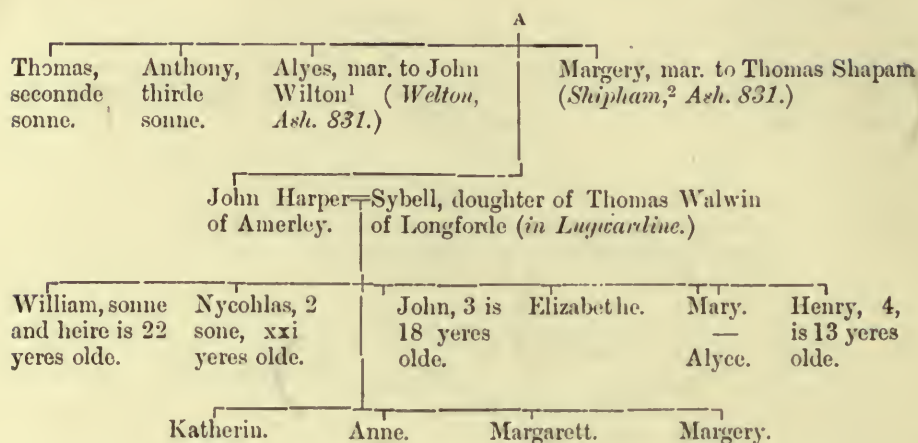 A
Thomas,
seconnde
sonne.
Anthony,
thirde
sonne.
Alyes, mar. to John
Wilton¹ ( Welton,
Ash. 831.)
Margery, mar. to Thomas Shapam
(Shipham,² Ash. 831.)
John Harper
of Amerley.
Sybell, doughter of Thomas Walwin
of Longforde (in Lugwardine.)
William, sonne
and heire is 22
yeres olde.
Nycohlas, 2
sone, xxi
yeres olde.
John, 3 is
18 yeres
olde.
Elizabethe.
Mary.
—
Alyce.
Henry, 4,
is 13 yeres
olde.
Katherin.
Anne.
Margarett.
Margery.